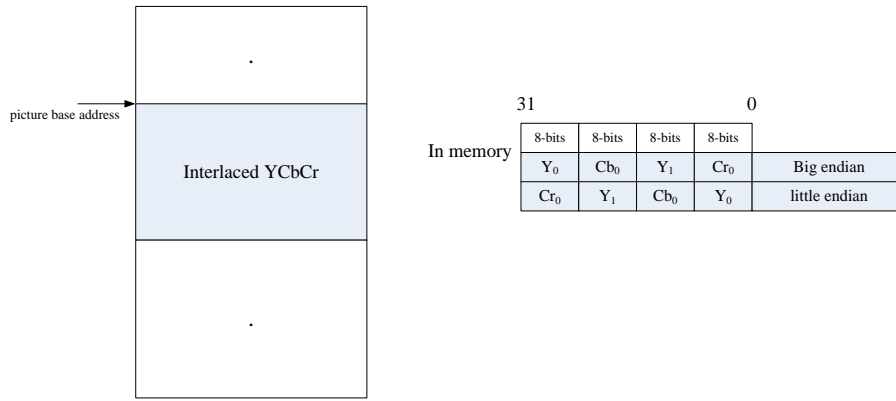 .
picture base address
Interlaced YCbCr
.
31 0
In memory
8-bits 8-bits 8-bits 8-bits
Y₀ Cb₀ Y₁ Cr₀ Big endian
Cr₀ Y₁ Cb₀ Y₀ little endian